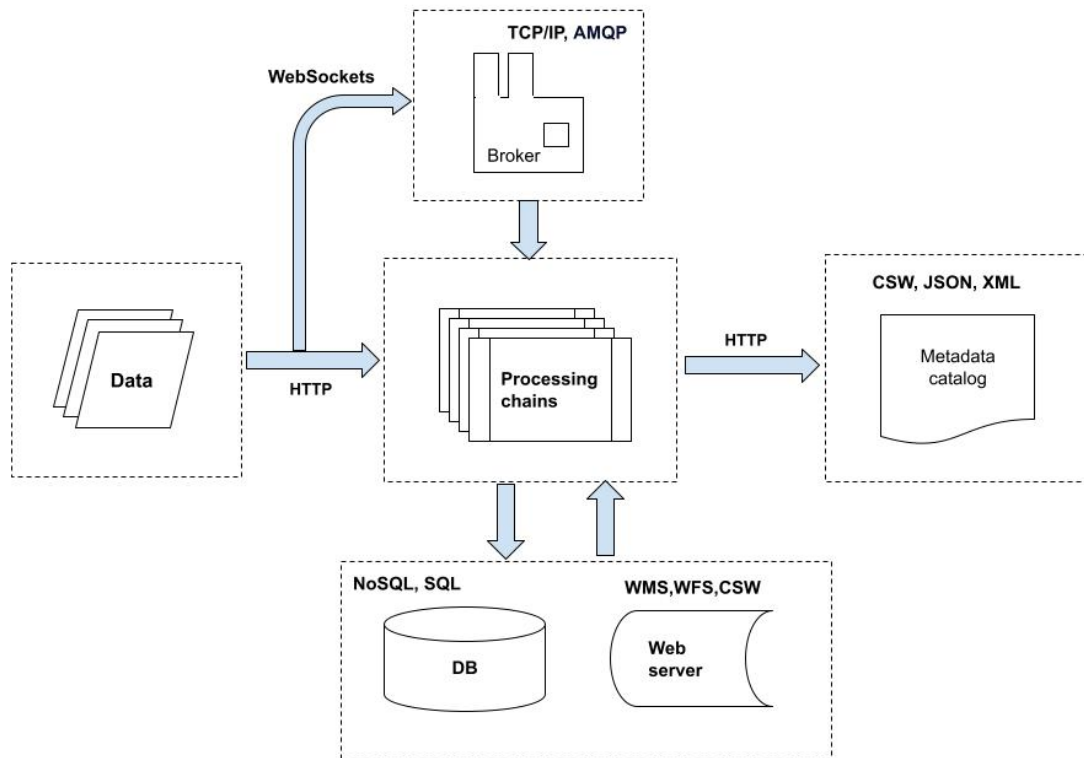 TCP/IP, AMQP
WebSockets
Broker
Data
HTTP
Processing
chains
HTTP
CSW, JSON, XML
Metadata
catalog
NoSQL, SQL
DB
WMS,WFS,CSW
Web
server